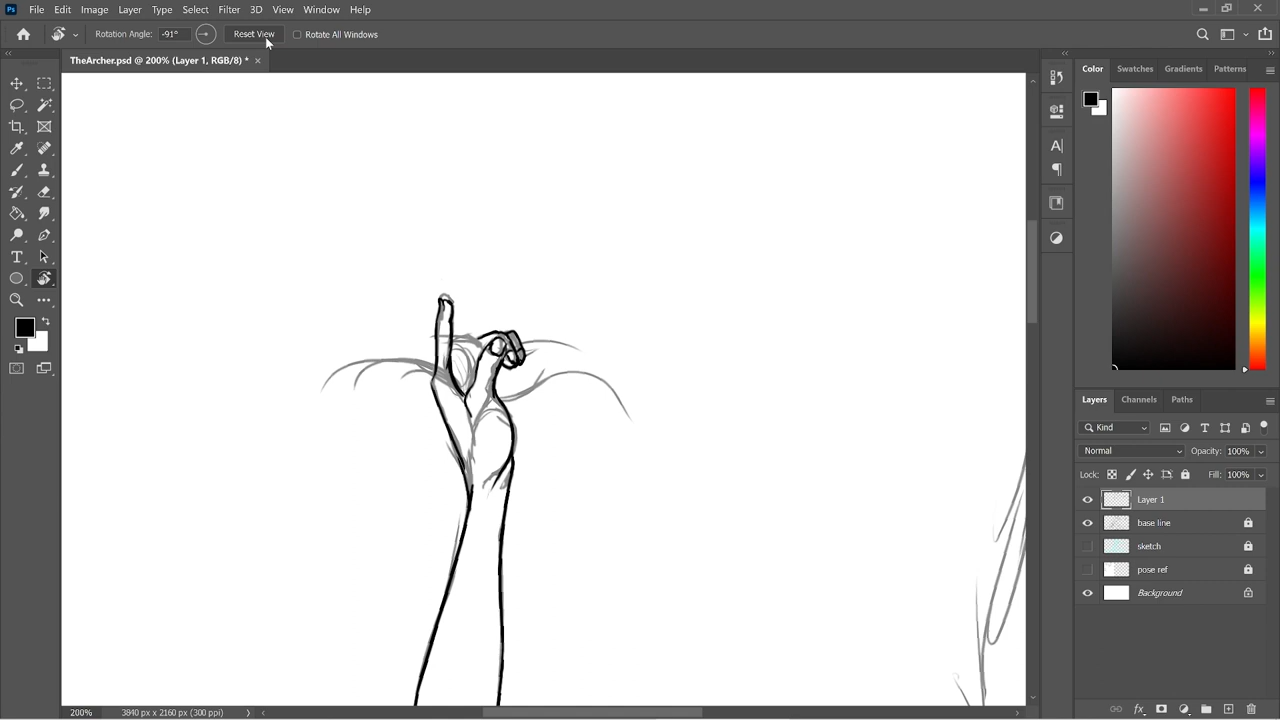 Ps File Edit Image Layer Type Select Filter 3D View Window Help
Rotation Angle: -91° Reset View Rotate All Windows
TheArcher.psd @ 200% (Layer 1, RGB/8) *
Color Swatches Gradients Patterns
Layers Channels Paths
Kind
Normal Opacity: 100%
Lock: Fill: 100%
Layer 1
base line
sketch
pose ref
Background
200% 3840 px x 2160 px (300 ppi)